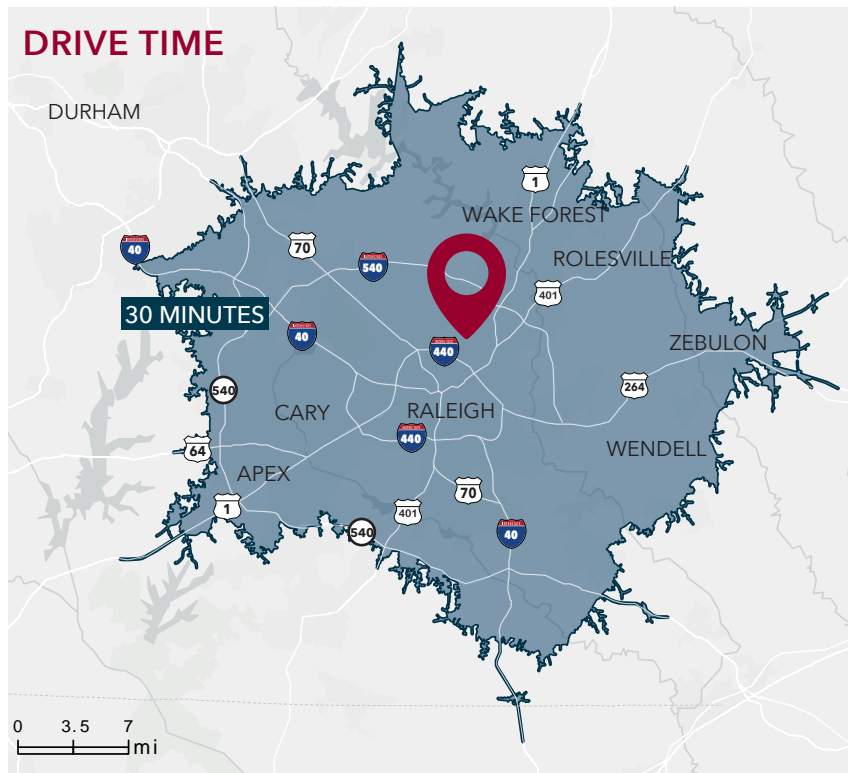 DRIVE TIME
DURHAM
1
WAKE FOREST
40
70
540
ROLESVILLE
401
30 MINUTES
40
440
ZEBULON
540
264
CARY
RALEIGH
440
64
WENDELL
APEX
70
1
401
540
40
0 3.5 7
mi